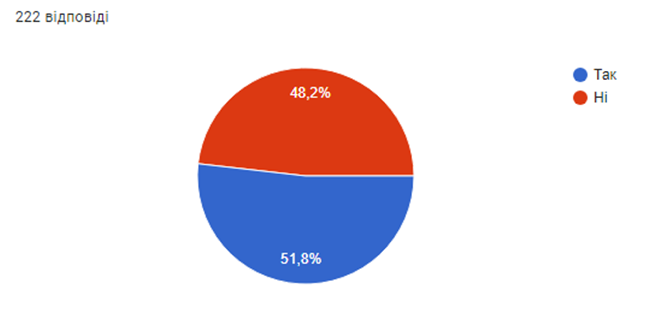 222 відповіді
Так
Ні
48,2%
51,8%